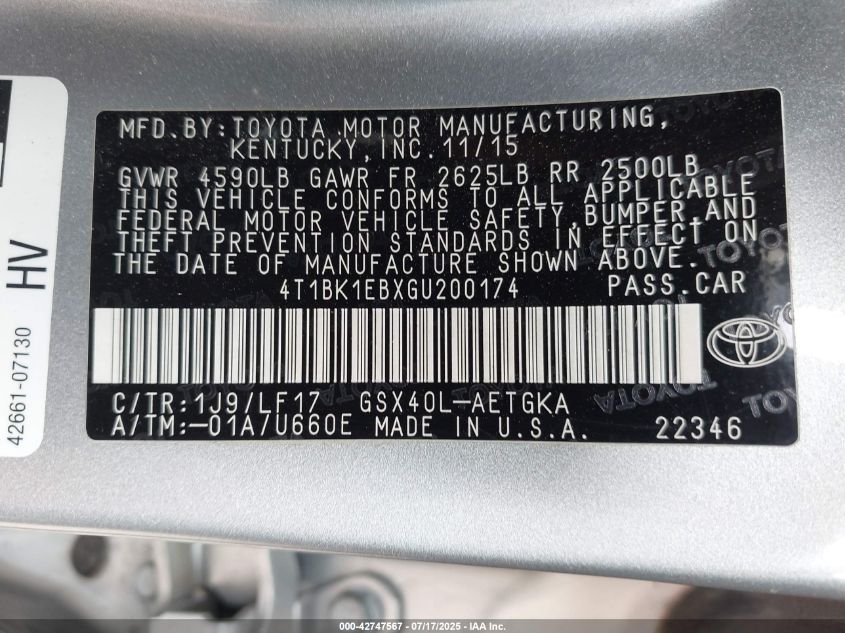 MFD.BY:TOYOTA MOTOR MANUFACTURING,
KENTUCKY,INC. 11/15
GVWR 4590LB GAWR FR 2625LB RR 2500LB
THIS VEHICLE CONFORMS TO ALL APPLICABLE
FEDERAL MOTOR VEHICLE SAFETY,BUMPER,AND
THEFT PREVENTION STANDARDS IN EFFECT ON
THE DATE OF MANUFACTURE SHOWN ABOVE.
4T1BK1EBXGU200174 PASS.CAR
C/TR:1J9/LF17 GSX40L-AETGKA
A/TM:-01A/U660E MADE IN U.S.A. 22346
42661-07130
HV
TOYOTA
000-42747567 - 07/17/2025 - IAA Inc.